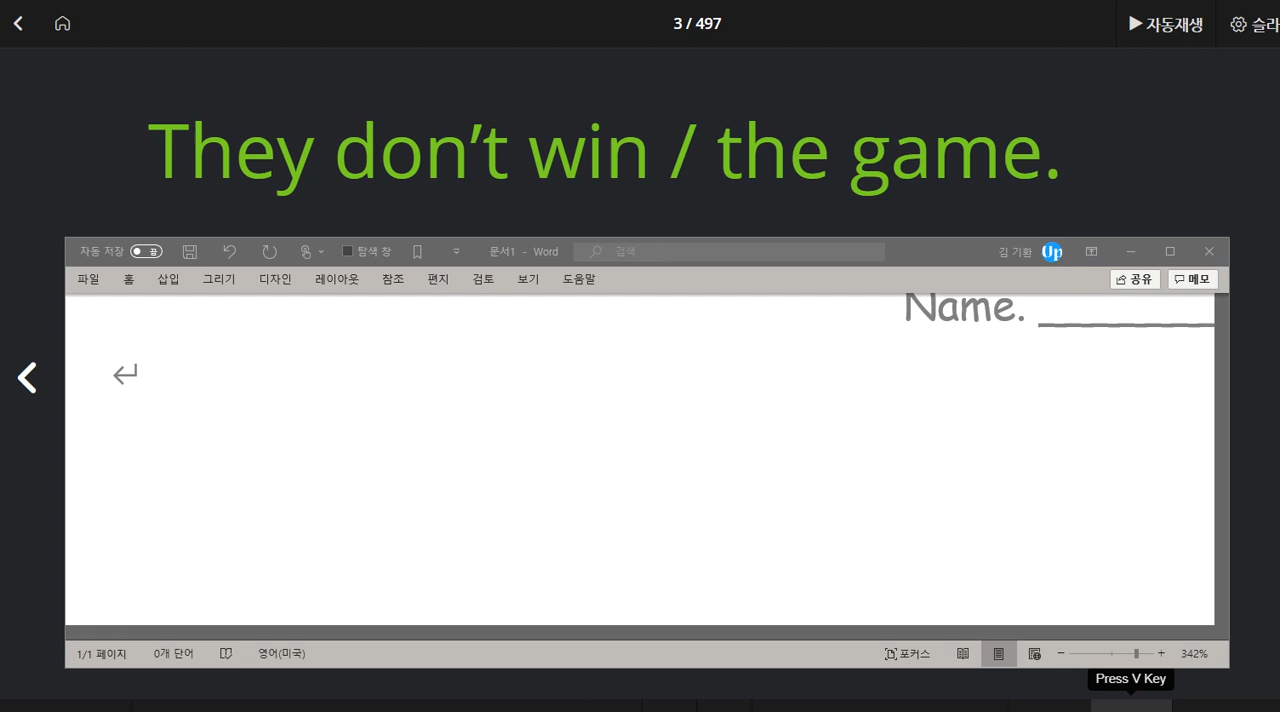 3 / 497
자동재생
슬라
They don't win / the game.
자동 저장 끔 탐색 창 문서1 - Word 검색 김 기환 Up
파일 홈 삽입 그리기 디자인 레이아웃 참조 편지 검토 보기 도움말 공유 메모
Name. ________
1/1 페이지 0개 단어 영어(미국) 포커스 342%
Press V Key